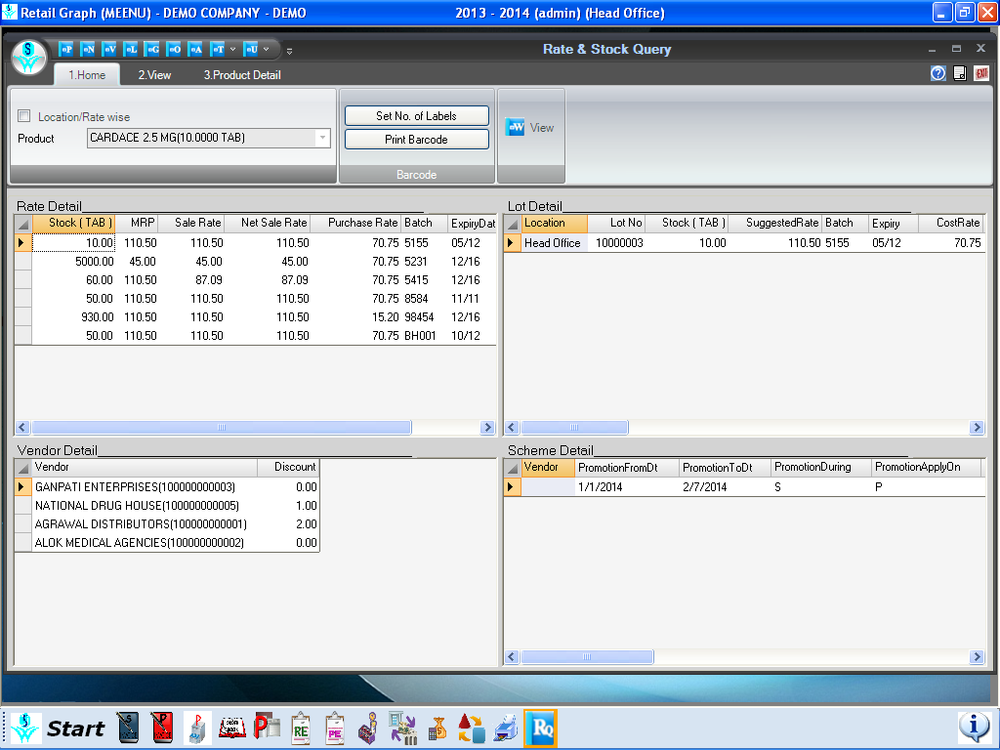 Retail Graph (MEENU) - DEMO COMPANY - DEMO 2013 - 2014 (admin) (Head Office)
S P N V L G O A T U Rate & Stock Query
1.Home 2.View 3.Product Detail
EXIT
Location/Rate wise
Product CARDACE 2.5 MG(10.0000 TAB)
Set No. of Labels
Print Barcode
Barcode
W View
Rate Detail
Stock ( TAB ) MRP Sale Rate Net Sale Rate Purchase Rate Batch ExpiryDat
10.00 110.50 110.50 110.50 70.75 5155 05/12
5000.00 45.00 45.00 45.00 70.75 5231 12/16
60.00 110.50 87.09 87.09 70.75 5415 12/16
50.00 110.50 110.50 110.50 70.75 8584 11/11
930.00 110.50 110.50 110.50 15.20 98454 12/16
50.00 110.50 110.50 110.50 70.75 BH001 10/12
Lot Detail
Location Lot No Stock ( TAB ) SuggestedRate Batch Expiry CostRate
Head Office 10000003 10.00 110.50 5155 05/12 70.75
Vendor Detail
Vendor Discount
GANPATI ENTERPRISES(100000000003) 0.00
NATIONAL DRUG HOUSE(100000000005) 1.00
AGRAWAL DISTRIBUTORS(100000000001) 2.00
ALOK MEDICAL AGENCIES(100000000002) 0.00
Scheme Detail
Vendor PromotionFromDt PromotionToDt PromotionDuring PromotionApplyOn
1/1/2014 2/7/2014 S P
Start RE PE RQ